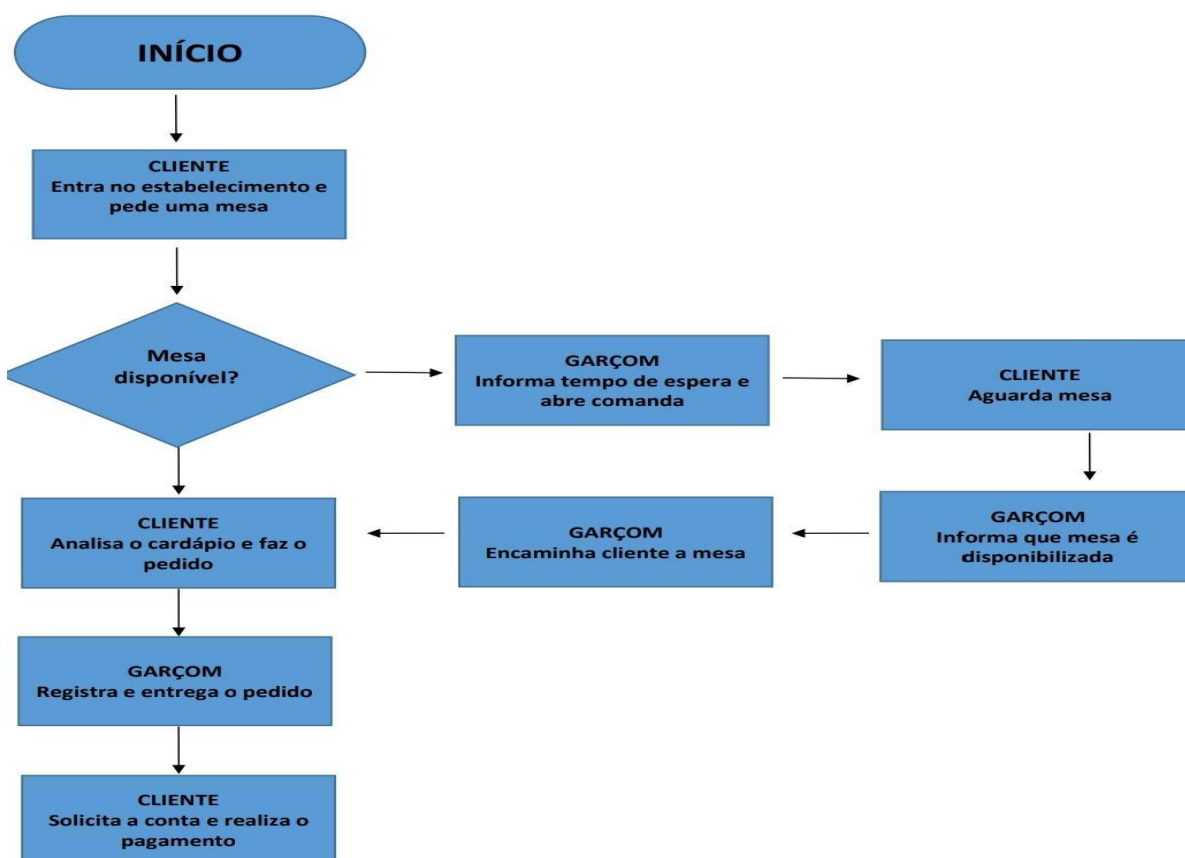 INÍCIO
CLIENTE
Entra no estabelecimento e
pede uma mesa
Mesa
disponível?
GARÇOM
Informa tempo de espera e
abre comanda
CLIENTE
Aguarda mesa
GARÇOM
Informa que mesa é
disponibilizada
GARÇOM
Encaminha cliente a mesa
CLIENTE
Analisa o cardápio e faz o
pedido
GARÇOM
Registra e entrega o pedido
CLIENTE
Solicita a conta e realiza o
pagamento